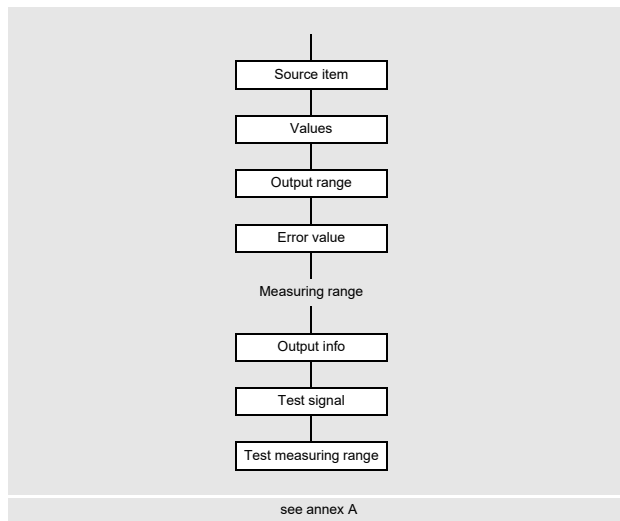 Source item
Values
Output range
Error value
Measuring range
Output info
Test signal
Test measuring range
see annex A